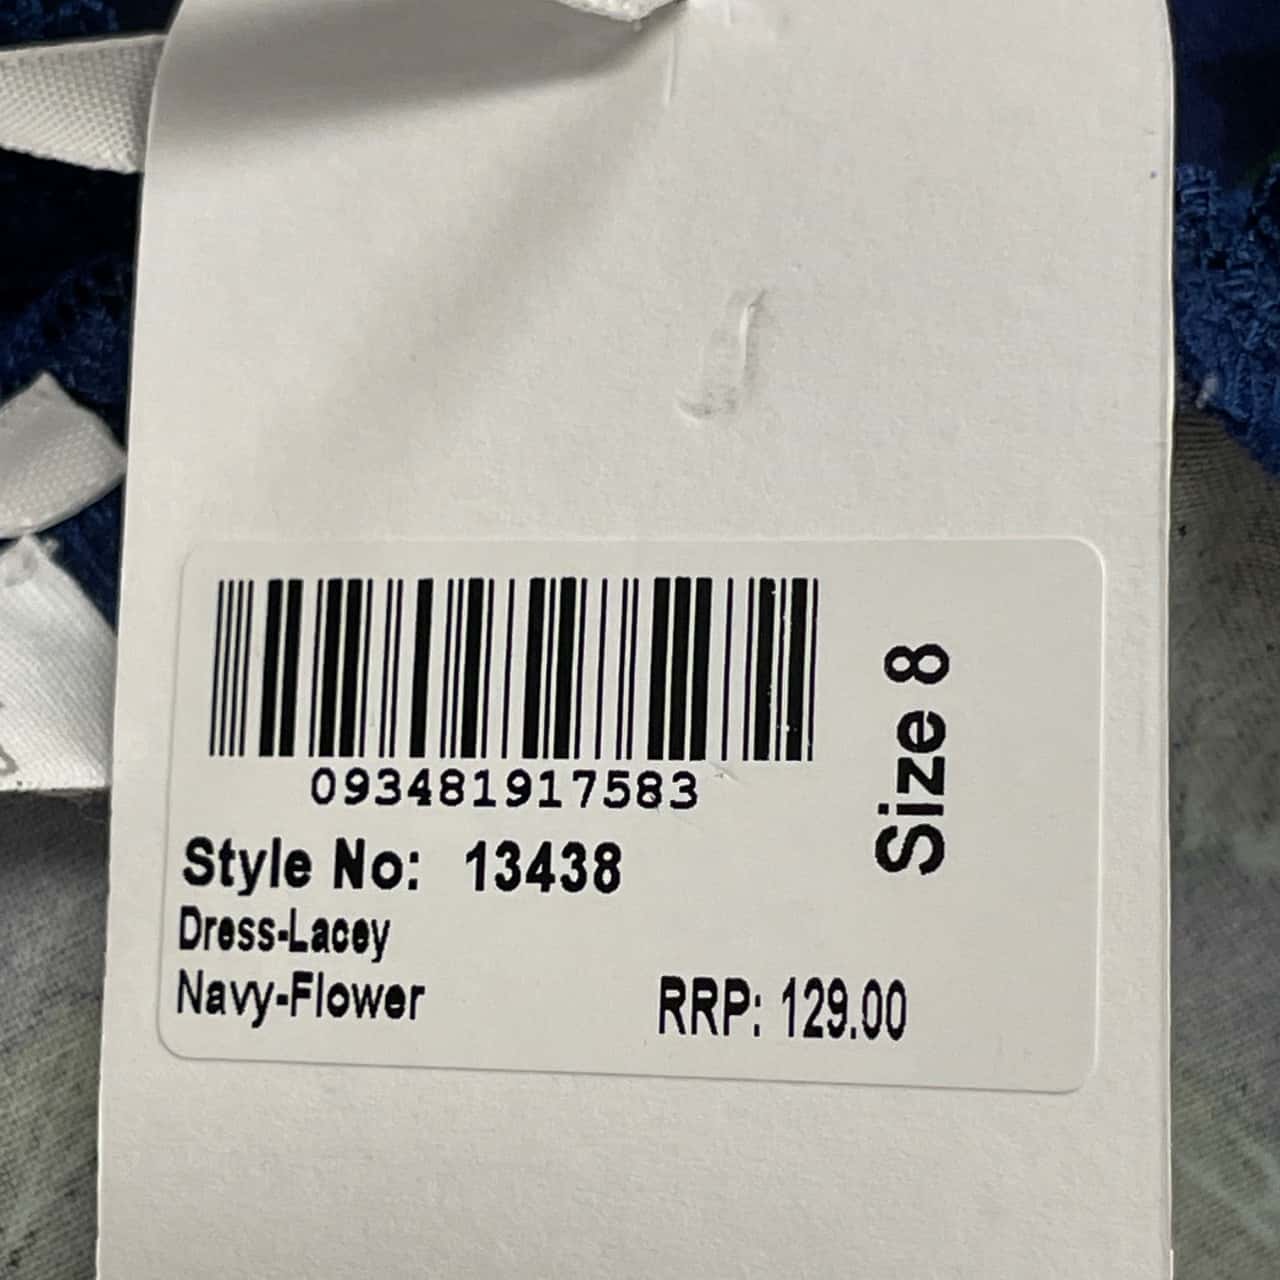 093481917583
Style No: 13438
Dress-Lacey
Navy-Flower
RRP: 129.00
Size 8